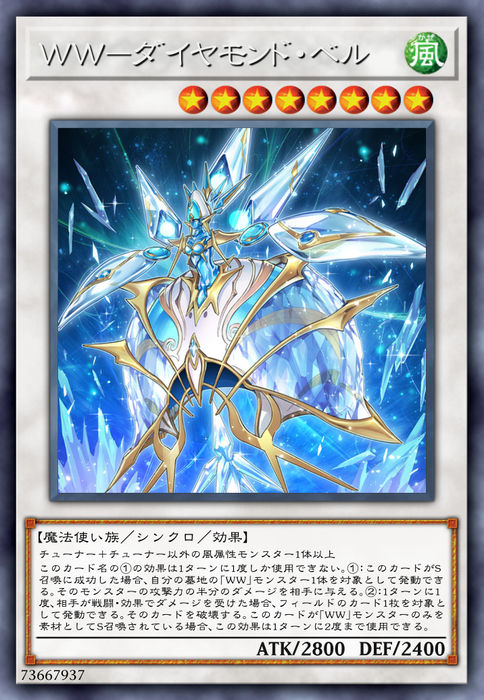 WW－ダイヤモンド・ベル
かぜ
風
【魔法使い族／シンクロ／効果】
チューナー＋チューナー以外の風属性モンスター1体以上
このカード名の①の効果は1ターンに1度しか使用できない。①：このカードがS
召喚に成功した場合、自分の墓地の「WW」モンスター1体を対象として発動でき
る。そのモンスターの攻撃力の半分のダメージを相手に与える。②：1ターンに1
度、相手が戦闘・効果でダメージを受けた場合、フィールドのカード1枚を対象と
して発動できる。そのカードを破壊する。このカードが「WW」モンスターのみを
素材としてS召喚されている場合、この効果は1ターンに2度まで使用できる。
ATK/2800 DEF/2400
73667937